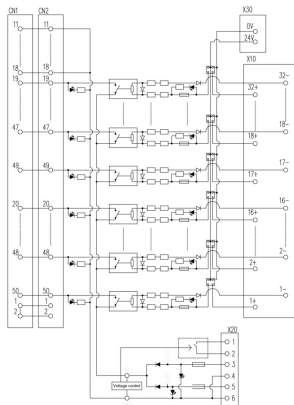 CN1 CN2 X30
11 11 0V
24V
18 18 X10
19 19 32-
32+
47 47 18-
18+
49 49 17-
17+
20 20 16-
16+
48 48 2-
2+
50 50 1-
1 1 1+
2 2
X20
1
2
3
4
Voltage control 5
6